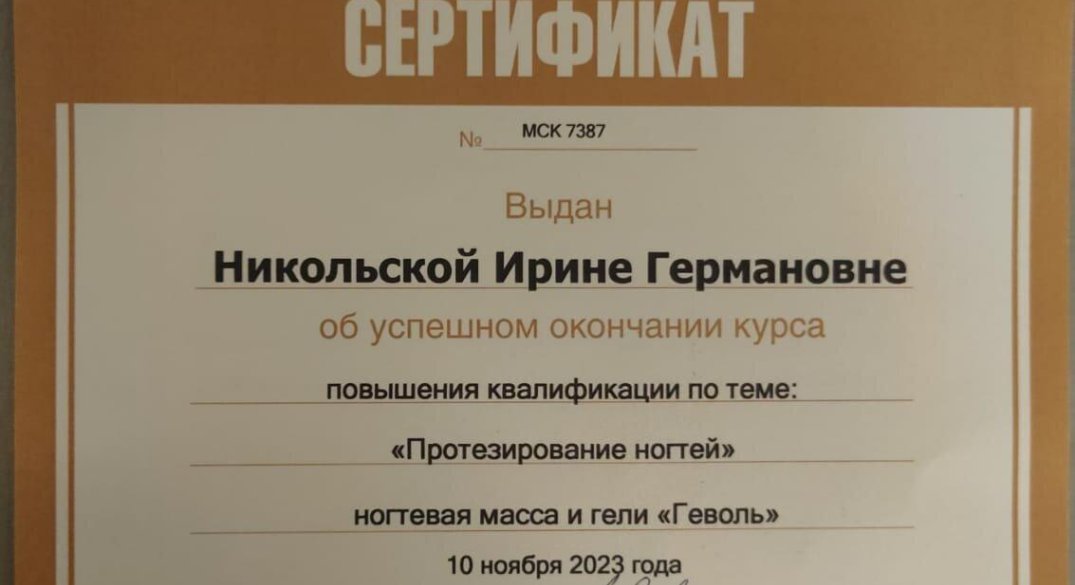 СЕРТИФИКАТ
№ МСК 7387
Выдан
Никольской Ирине Германовне
об успешном окончании курса
повышения квалификации по теме:
«Протезирование ногтей»
ногтевая масса и гели «Геволь»
10 ноября 2023 года